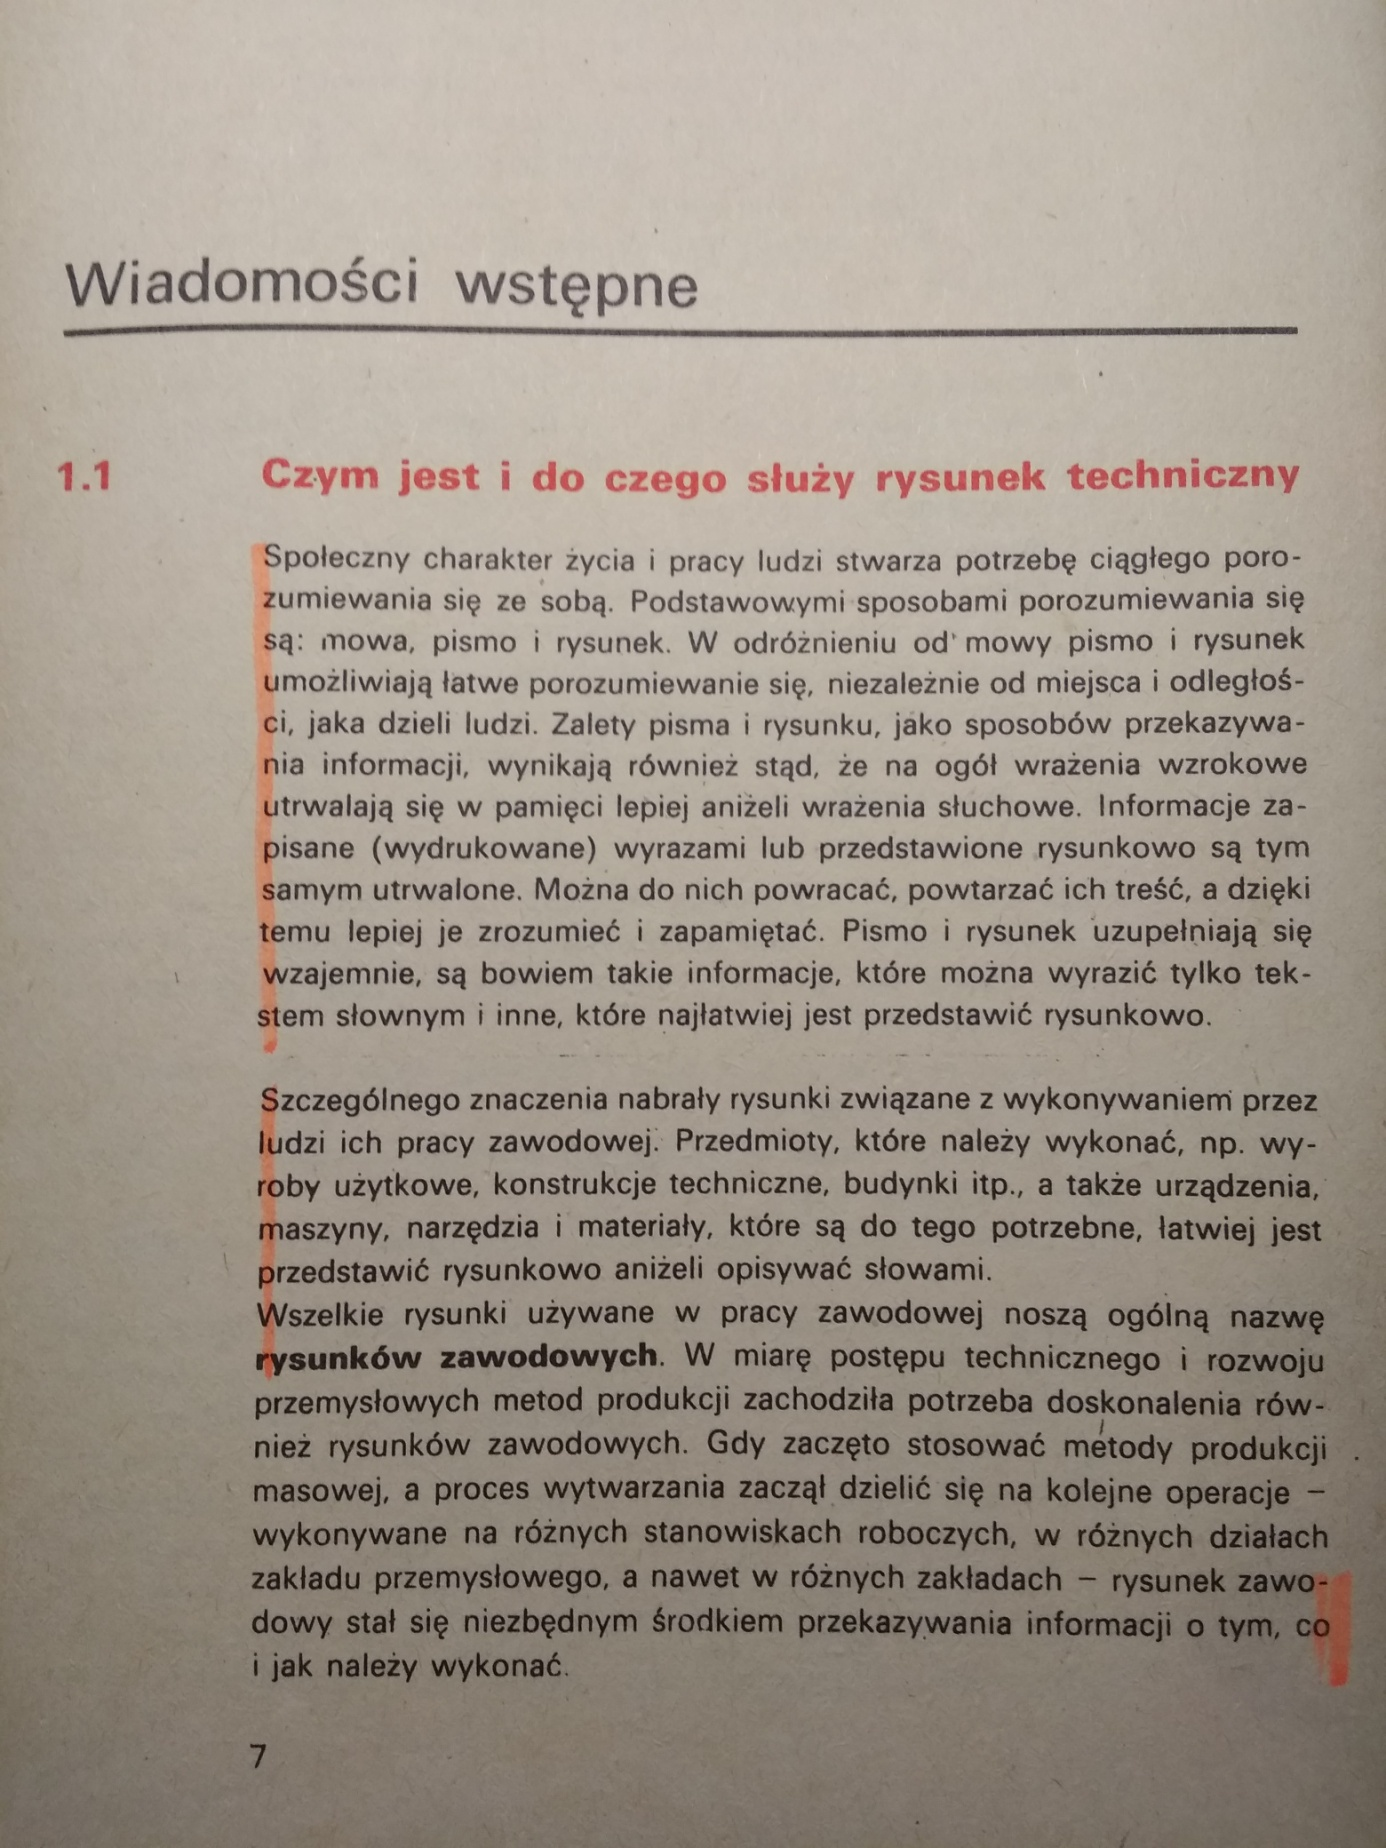 Wiadomości wstępne
1.1 Czym jest i do czego służy rysunek techniczny
Społeczny charakter życia i pracy ludzi stwarza potrzebę ciągłego poro-
zumiewania się ze sobą. Podstawowymi sposobami porozumiewania się
są: mowa, pismo i rysunek. W odróżnieniu od mowy pismo i rysunek
umożliwiają łatwe porozumiewanie się, niezależnie od miejsca i odległoś-
ci, jaka dzieli ludzi. Zalety pisma i rysunku, jako sposobów przekazywa-
nia informacji, wynikają również stąd, że na ogół wrażenia wzrokowe
utrwalają się w pamięci lepiej aniżeli wrażenia słuchowe. Informacje za-
pisane (wydrukowane) wyrazami lub przedstawione rysunkowo są tym
samym utrwalone. Można do nich powracać, powtarzać ich treść, a dzięki
temu lepiej je zrozumieć i zapamiętać. Pismo i rysunek uzupełniają się
wzajemnie, są bowiem takie informacje, które można wyrazić tylko tek-
stem słownym i inne, które najłatwiej jest przedstawić rysunkowo.
Szczególnego znaczenia nabrały rysunki związane z wykonywaniem przez
ludzi ich pracy zawodowej. Przedmioty, które należy wykonać, np. wy-
roby użytkowe, konstrukcje techniczne, budynki itp., a także urządzenia,
maszyny, narzędzia i materiały, które są do tego potrzebne, łatwiej jest
przedstawić rysunkowo aniżeli opisywać słowami.
Wszelkie rysunki używane w pracy zawodowej noszą ogólną nazwę
rysunków zawodowych. W miarę postępu technicznego i rozwoju
przemysłowych metod produkcji zachodziła potrzeba doskonalenia rów-
nież rysunków zawodowych. Gdy zaczęto stosować metody produkcji
masowej, a proces wytwarzania zaczął dzielić się na kolejne operacje –
wykonywane na różnych stanowiskach roboczych, w różnych działach
zakładu przemysłowego, a nawet w różnych zakładach – rysunek zawo-
dowy stał się niezbędnym środkiem przekazywania informacji o tym, co
i jak należy wykonać.
7